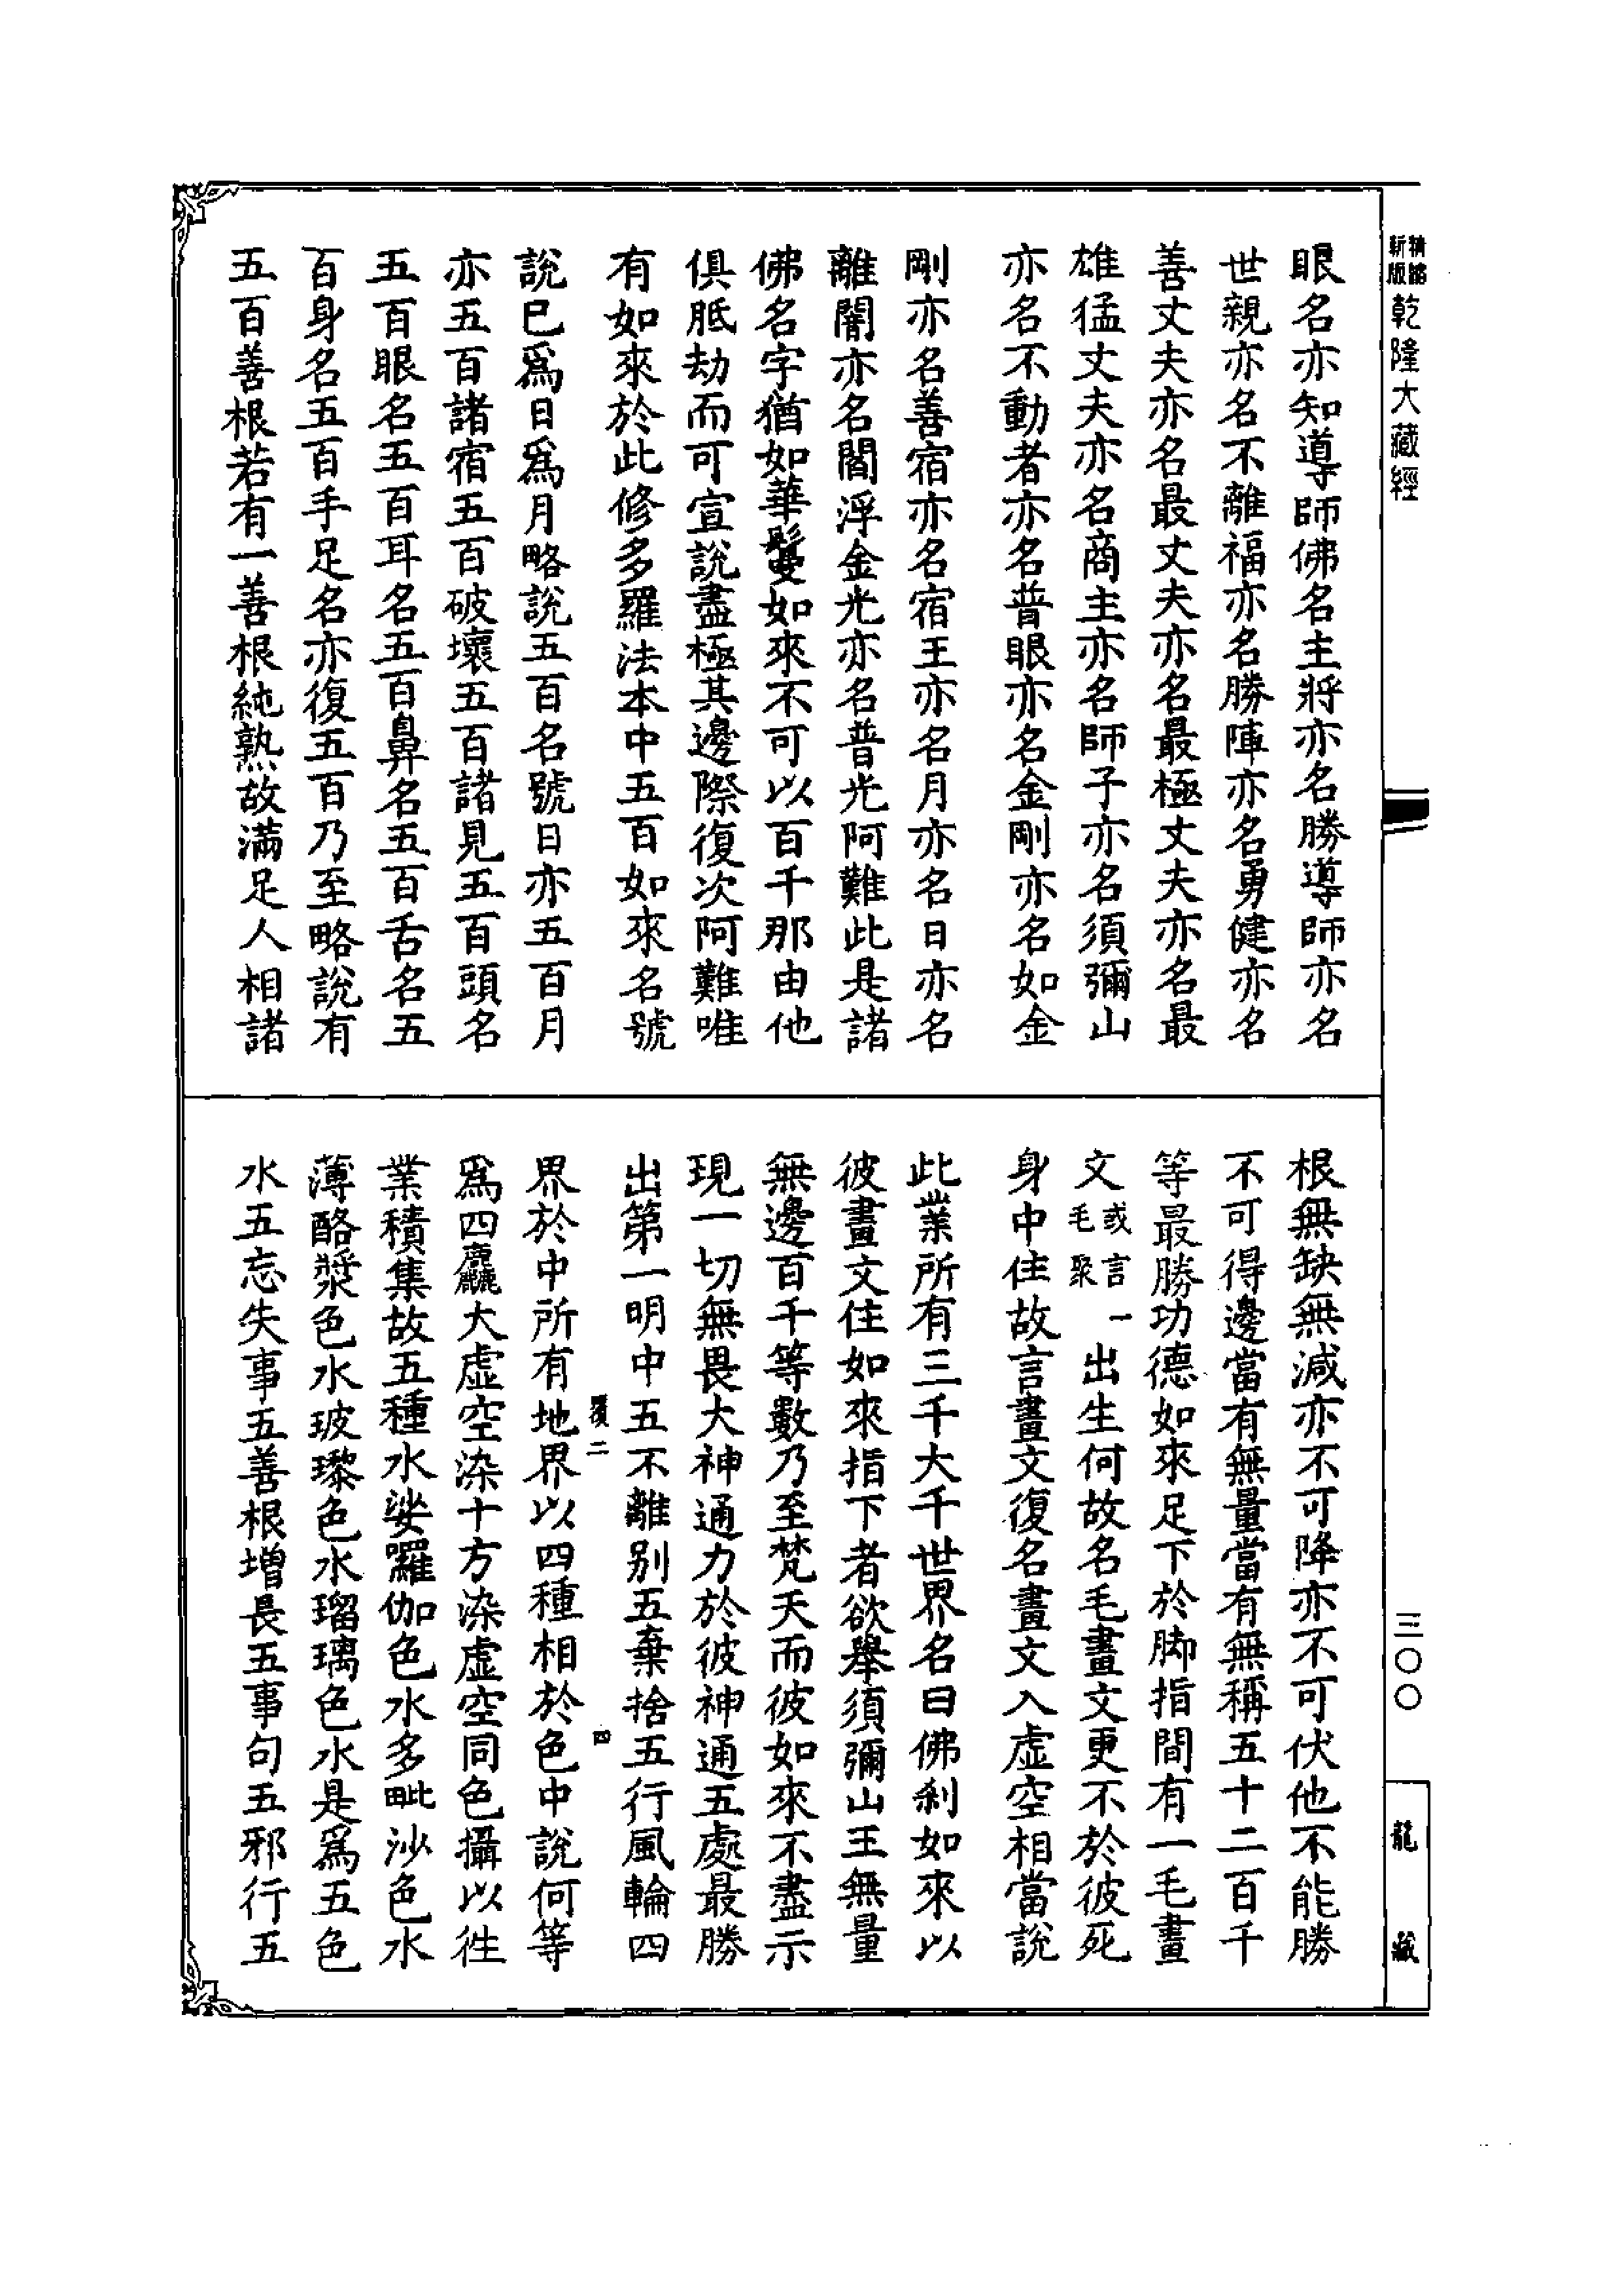 精縮新版乾隆大藏經
眼名亦知導師佛名主將亦名勝導師亦名
世親亦名不離福亦名勝陣亦名勇健亦名
善丈夫亦名最丈夫亦名最極丈夫亦名最
雄猛丈夫亦名商主亦名師子亦名須彌山
亦名不動者亦名普眼亦名金剛亦名如金
剛亦名善宿亦名宿王亦名月亦名日亦名
離闇亦名閻浮金光亦名普光阿難此是諸
佛名字猶如華鬘如來不可以百千那由他
俱胝劫而可宣說盡極其邊際復次阿難唯
有如來於此修多羅法本中五百如來名號
說已爲日爲月略說五百名號日亦五百月
亦五百諸宿五百破壞五百諸見五百頭名
五百眼名五百耳名五百鼻名五百舌名五
百身名五百手足名亦復五百乃至略說有
五百善根若有一善根純熟故滿足人相諸
根無缺無減亦不可降亦不可伏他不能勝
不可得邊當有無量當有無稱五十二百千
等最勝功德如來足下於脚指間有一毛畫
文或言毛聚一出生何故名毛畫文更不於彼死
身中住故言畫文復名畫文入虛空相當說
此業所有三千大千世界名曰佛刹如來以
彼畫文住如來指下者欲舉須彌山王無量
無邊百千等數乃至梵天而彼如來不盡示
現一切無畏大神通力於彼神通五處最勝
出第一明中五不離別五棄捨五行風輪四
覆二
四
界於中所有地界以四種相於色中說何等
爲四麤大虛空染十方染虛空同色攝以徃
業積集故五種水娑囉伽色水多毗沙色水
薄酪漿色水玻瓈色水瑠璃色水是爲五色
水五忘失事五善根增長五事句五邪行五
三〇〇
龍藏